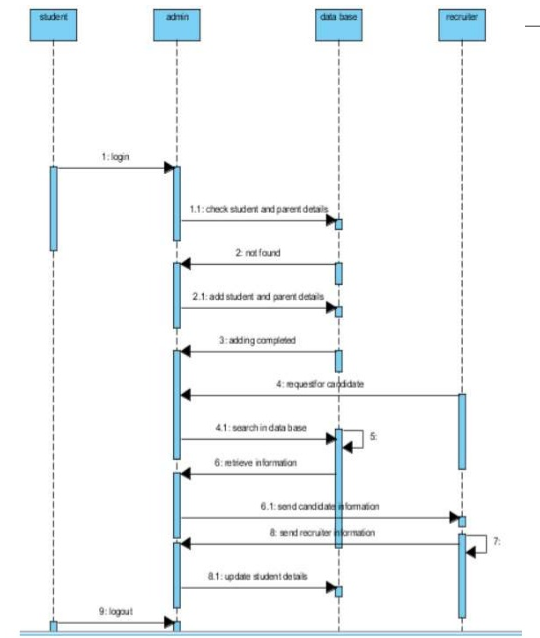 student
admin
data base
recruiter
1: login
1.1: check student and parent details
2: not found
2.1: add student and parent details
3: adding completed
4: requestfor candidate
4.1: search in data base
5:
6: retrieve information
6.1: send candidate information
8: send recruiter information
7:
8.1: update student details
9: logout